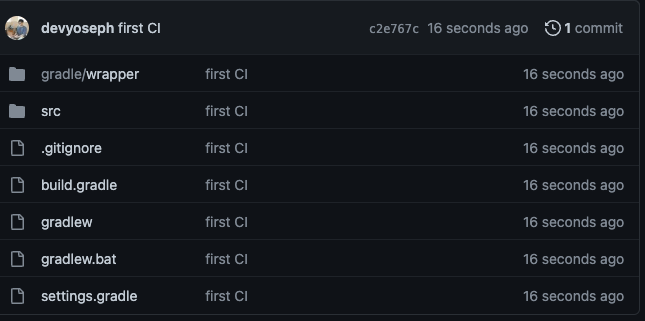 devyoseph first CI c2e767c 16 seconds ago 1 commit
gradle/wrapper first CI 16 seconds ago
src first CI 16 seconds ago
.gitignore first CI 16 seconds ago
build.gradle first CI 16 seconds ago
gradlew first CI 16 seconds ago
gradlew.bat first CI 16 seconds ago
settings.gradle first CI 16 seconds ago